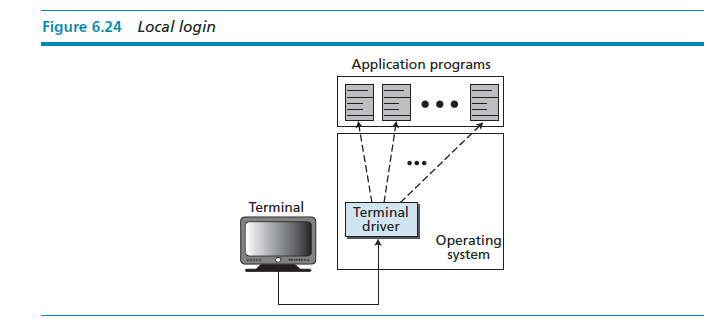 Figure 6.24 Local login
Application programs
Terminal
Terminal
driver
Operating
system